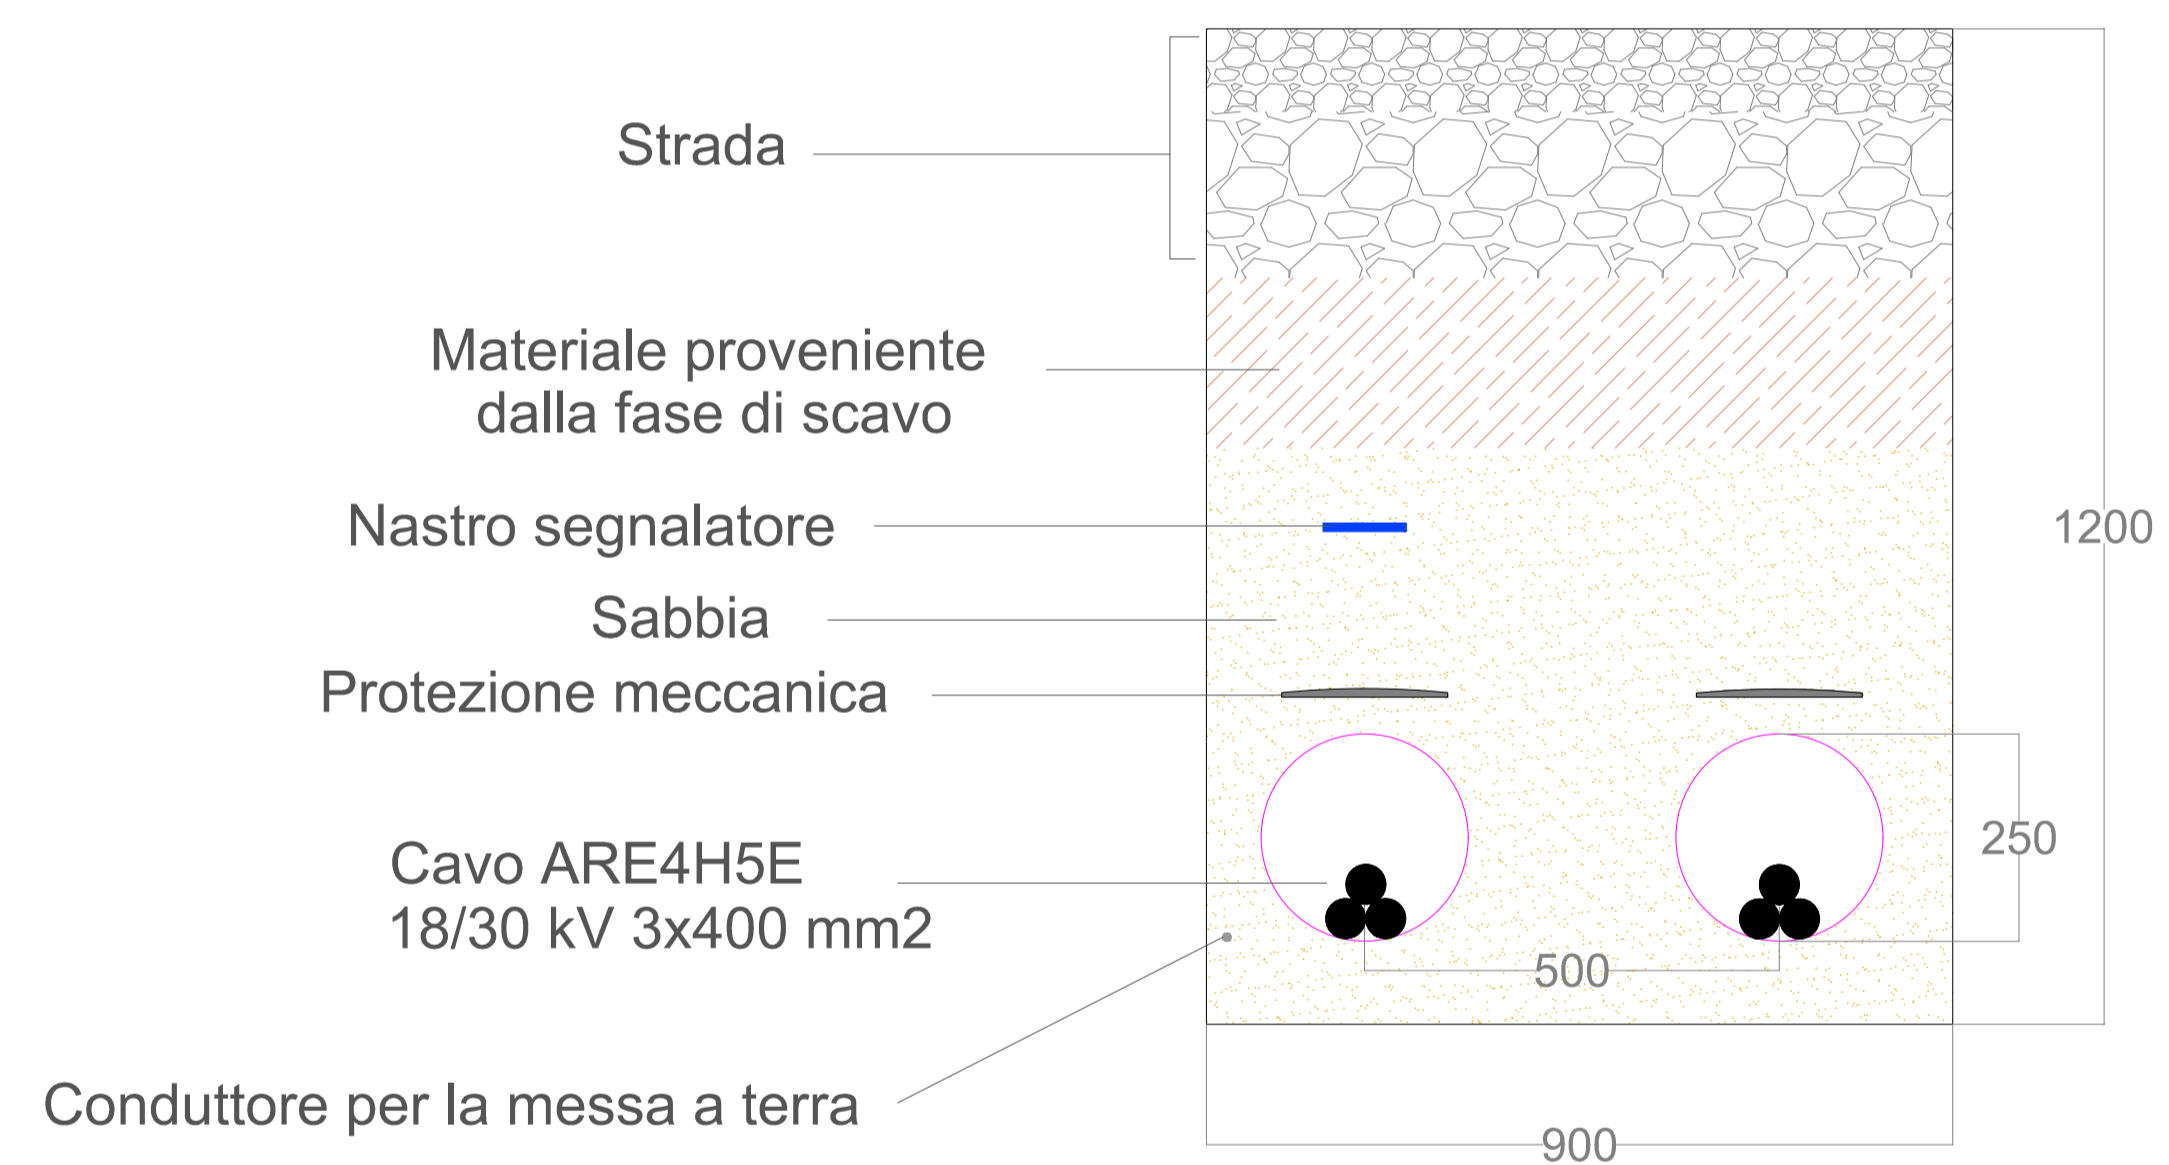 Strada
Materiale proveniente
dalla fase di scavo
Nastro segnalatore
1200
Sabbia
Protezione meccanica
250
Cavo ARE4H5E
18/30 kV 3x400 mm2
500
Conduttore per la messa a terra
900